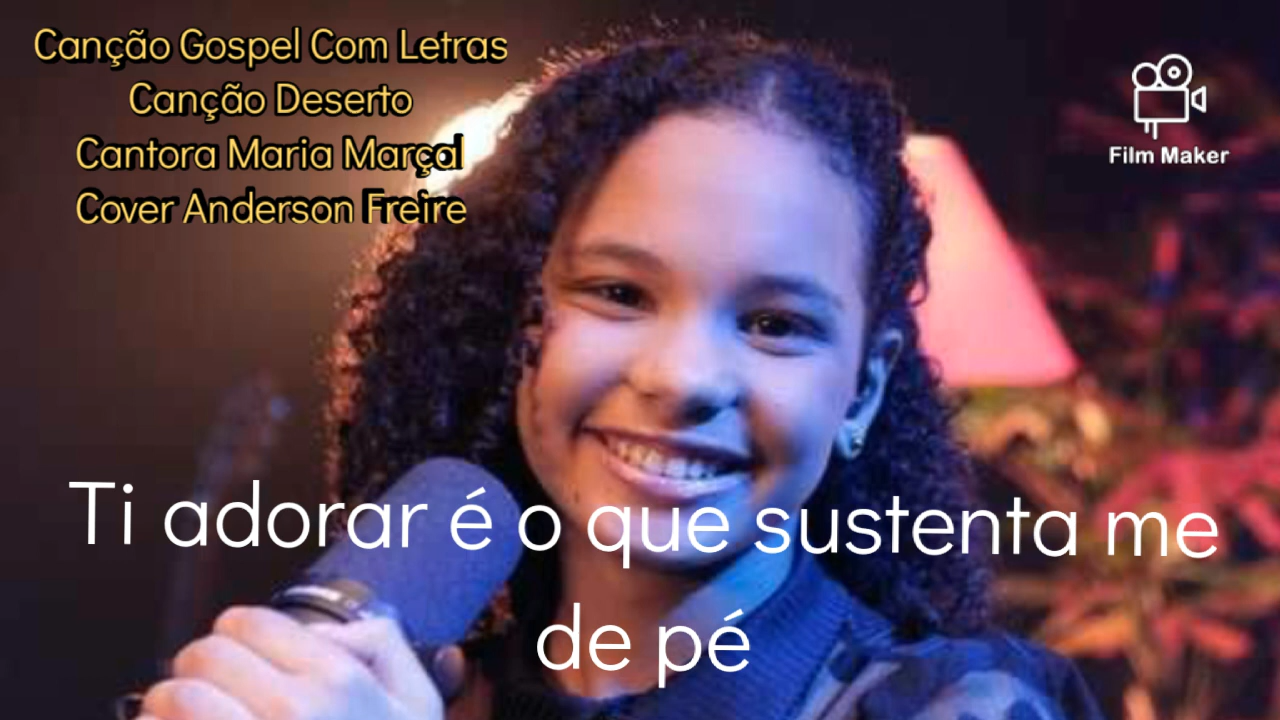 Canção Gospel Com Letras
Canção Deserto
Cantora Maria Marçal
Cover Anderson Freire
Film Maker
Ti adorar é o que sustenta me
de pé